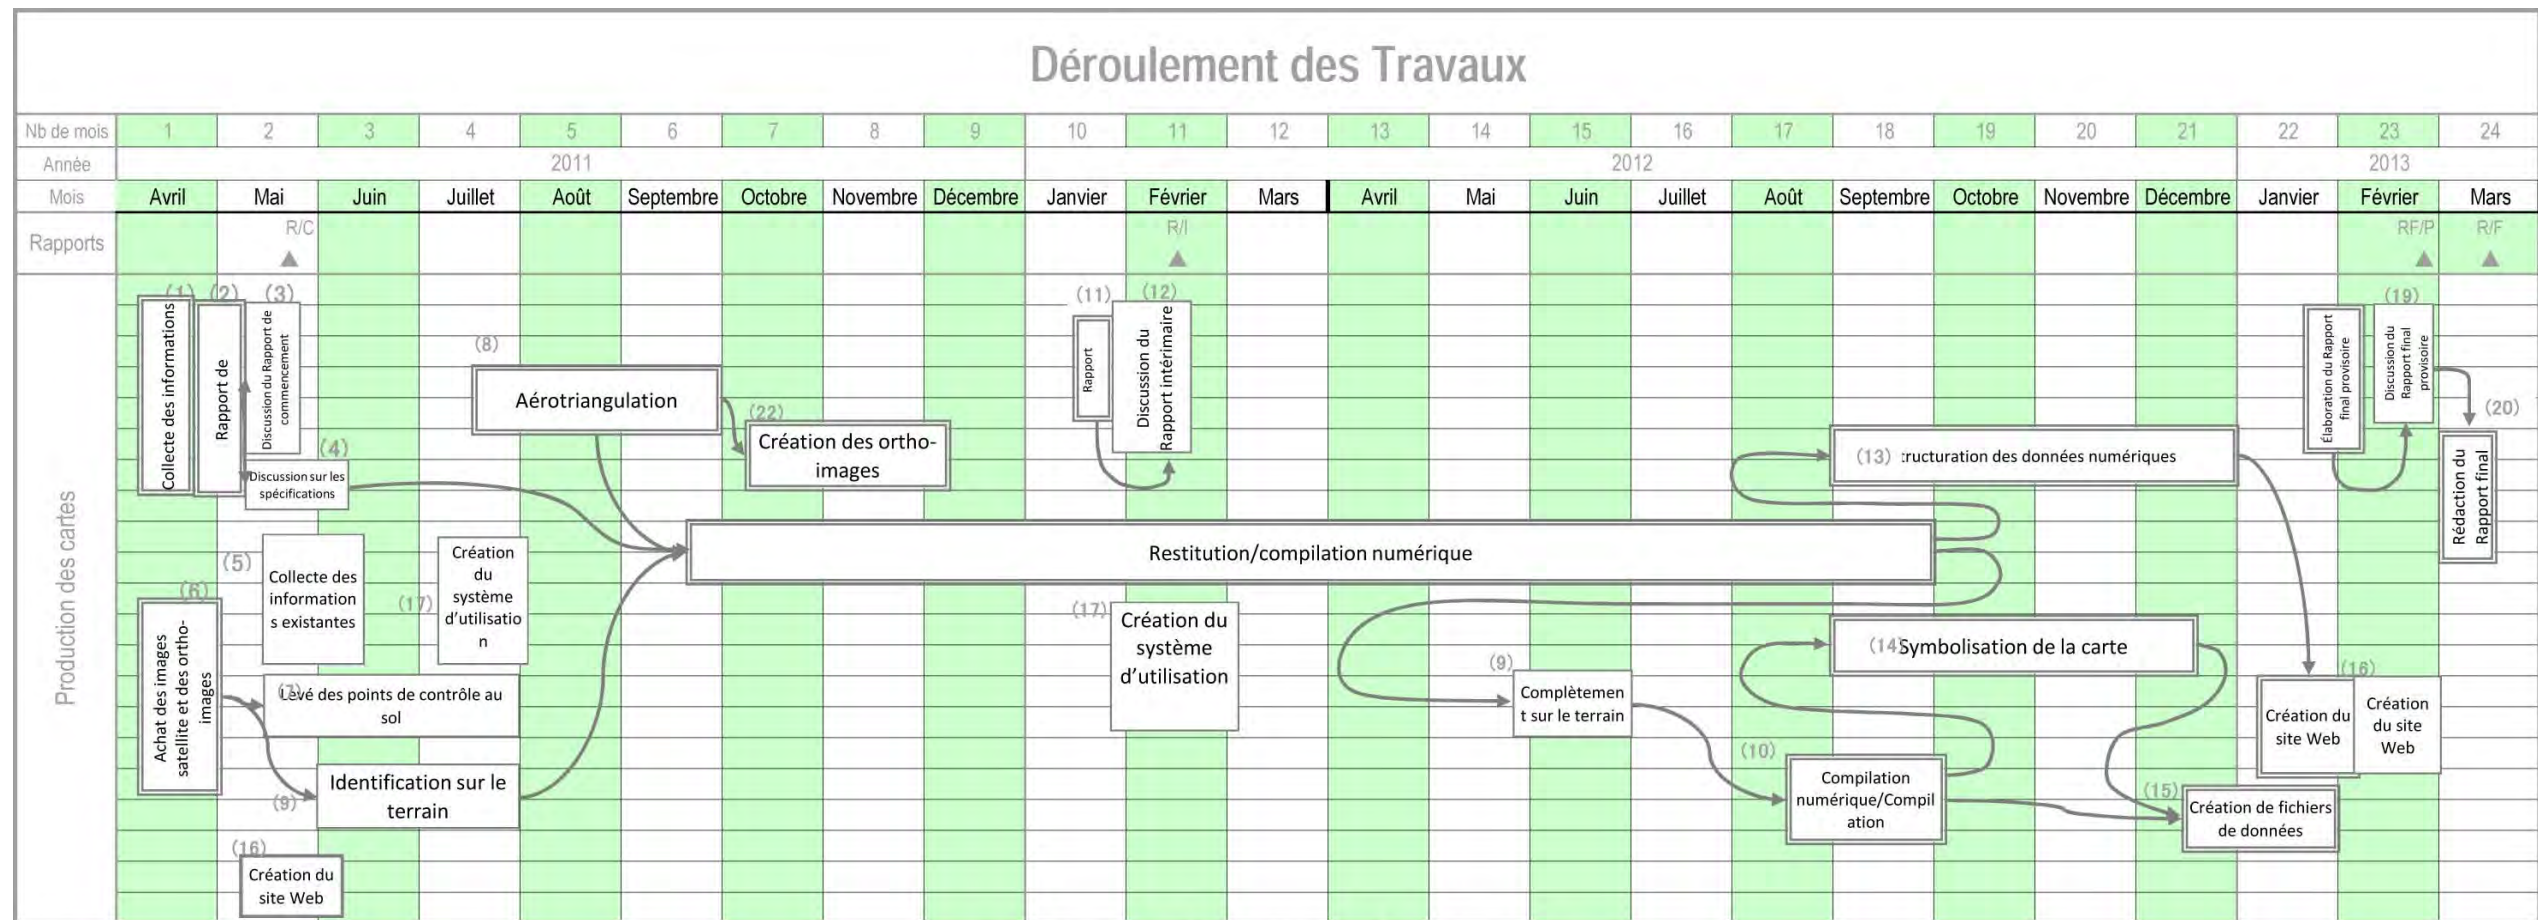 Déroulement des Travaux
Nb de mois 1 2 3 4 5 6 7 8 9 10 11 12 13 14 15 16 17 18 19 20 21 22 23 24
Année 2011 2012 2013
Mois Avril Mai Juin Juillet Août Septembre Octobre Novembre Décembre Janvier Février Mars Avril Mai Juin Juillet Août Septembre Octobre Novembre Décembre Janvier Février Mars
Rapports
R/C
R/I
RF/P
R/F
Production des cartes
(1)
Collecte des informations
(2)
Rapport de
(3)
Discussion du Rapport de
commencement
(4)
Discussion sur les
spécifications
(5)
Collecte des
information
s existantes
(6)
Achat des images
satellite et des ortho-
images
(7)
Levé des points de contrôle au
sol
(9)
Identification sur le
terrain
(16)
Création du
site Web
(17)
Création
du
système
d'utilisatio
n
(8)
Aérotriangulation
(22)
Création des ortho-
images
(11)
Rapport
(12)
Discussion du
Rapport intérimaire
Restitution/compilation numérique
(17)
Création du
système
d'utilisation
(9)
Complètemen
t sur le terrain
(10)
Compilation
numérique/Compil
ation
(13) tructuration des données numériques
(14)
Symbolisation de la carte
(15)
Création de fichiers
de données
(16)
Création du
site Web
Création
du site
Web
Élaboration du Rapport
final provisoire
(19)
Discussion du
Rapport final
provisoire
(20)
Rédaction du
Rapport final